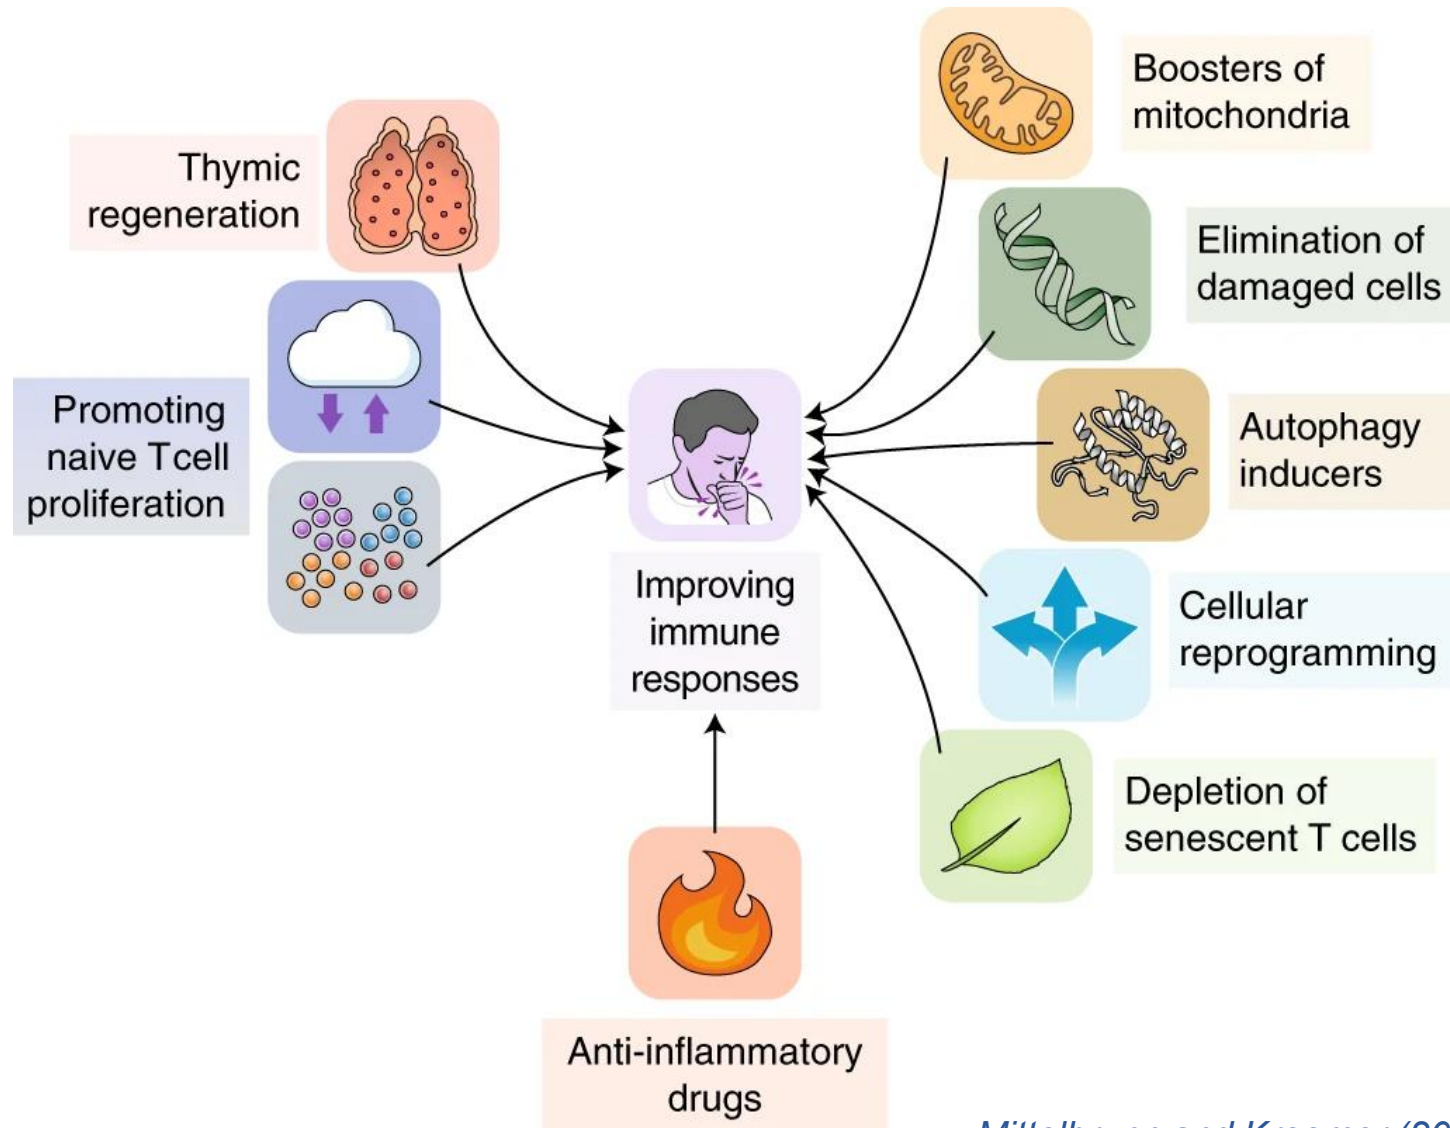 Thymic
regeneration
Promoting
naive Tcell
proliferation
Improving
immune
responses
Anti-inflammatory
drugs
Boosters of
mitochondria
Elimination of
damaged cells
Autophagy
inducers
Cellular
reprogramming
Depletion of
senescent T cells